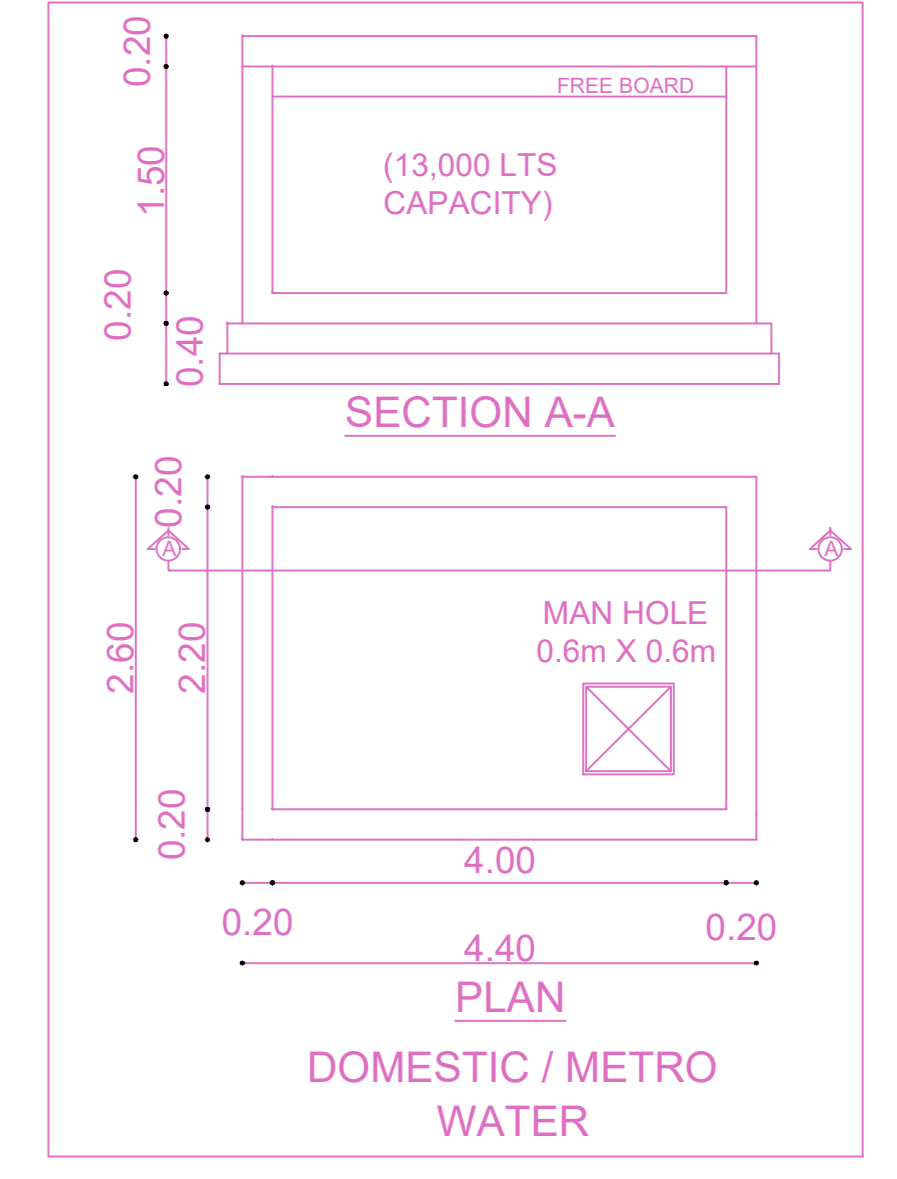 0.20
FREE BOARD
(13,000 LTS
CAPACITY)
1.50
0.20
0.40
SECTION A-A
0.20
A
A
MAN HOLE
0.6m X 0.6m
2.60
2.20
0.20
4.00
0.20
0.20
4.40
PLAN
DOMESTIC / METRO
WATER